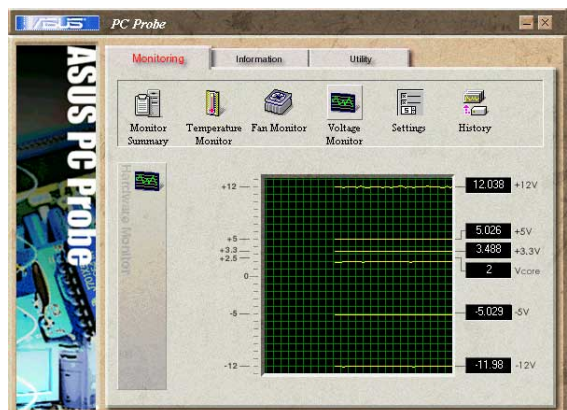 ASUS PC Probe
Monitoring Information Utility
Monitor Summary
Temperature Monitor
Fan Monitor
Voltage Monitor
Settings
History
ASUS PC Probe
Hardware Monitor
+12
+5
+3.3
+2.5
0
-5
-12
12.038 +12V
5.026 +5V
3.488 +3.3V
2 Vcore
-5.029 -5V
-11.98 -12V